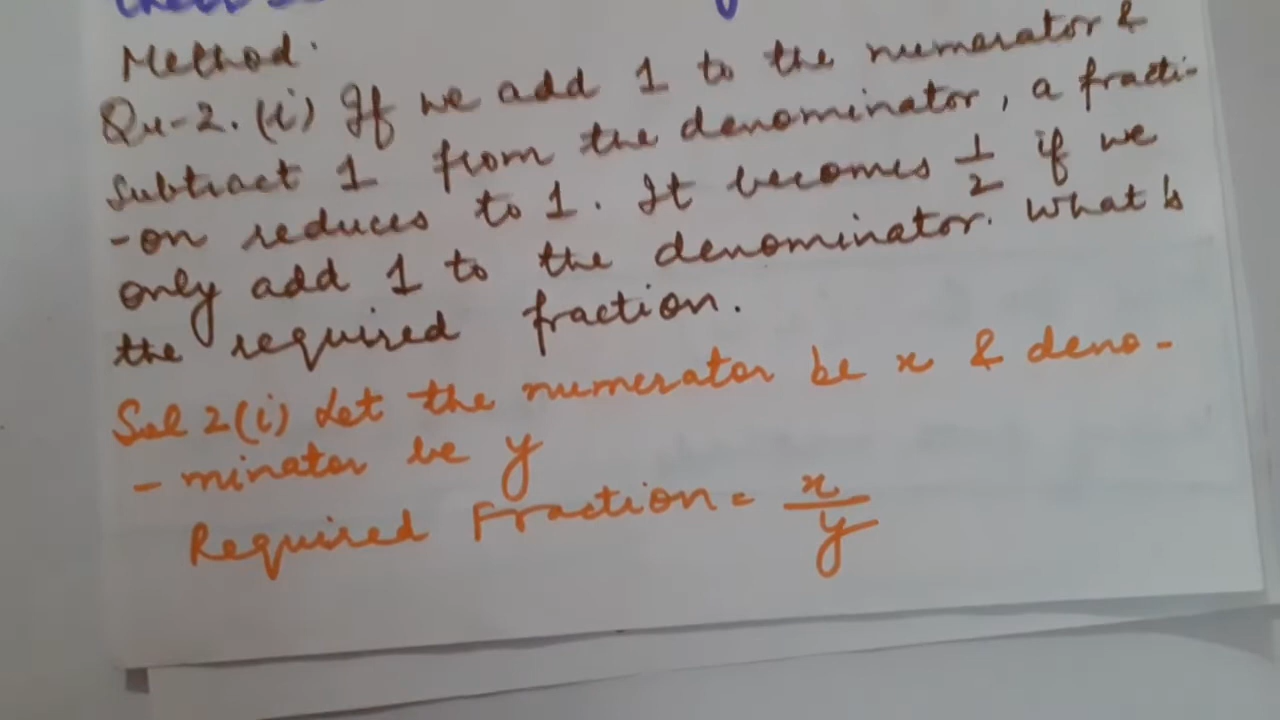 Method.
Qu-2. (i) If we add 1 to the numerator &
subtract 1 from the denominator, a fracti-
-on reduces to 1. It becomes 1/2 if we
only add 1 to the denominator. What is
the required fraction.
Sol 2(i) Let the numerator be x & deno-
-minator be y
Required Fraction = x/y